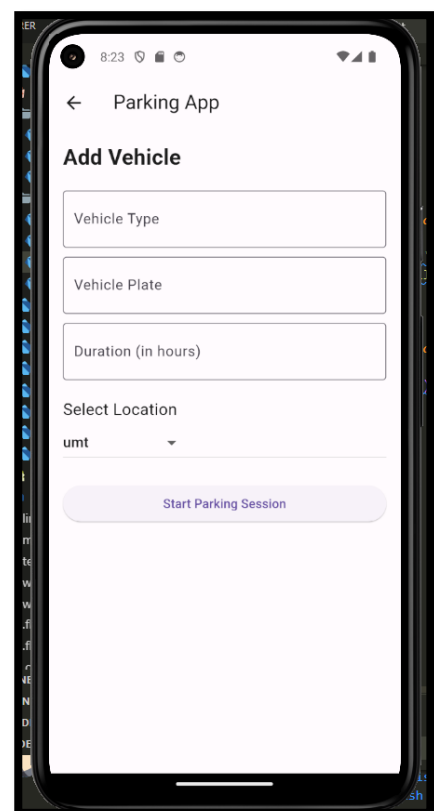 8:23
Parking App
Add Vehicle
Vehicle Type
Vehicle Plate
Duration (in hours)
Select Location
umt
Start Parking Session